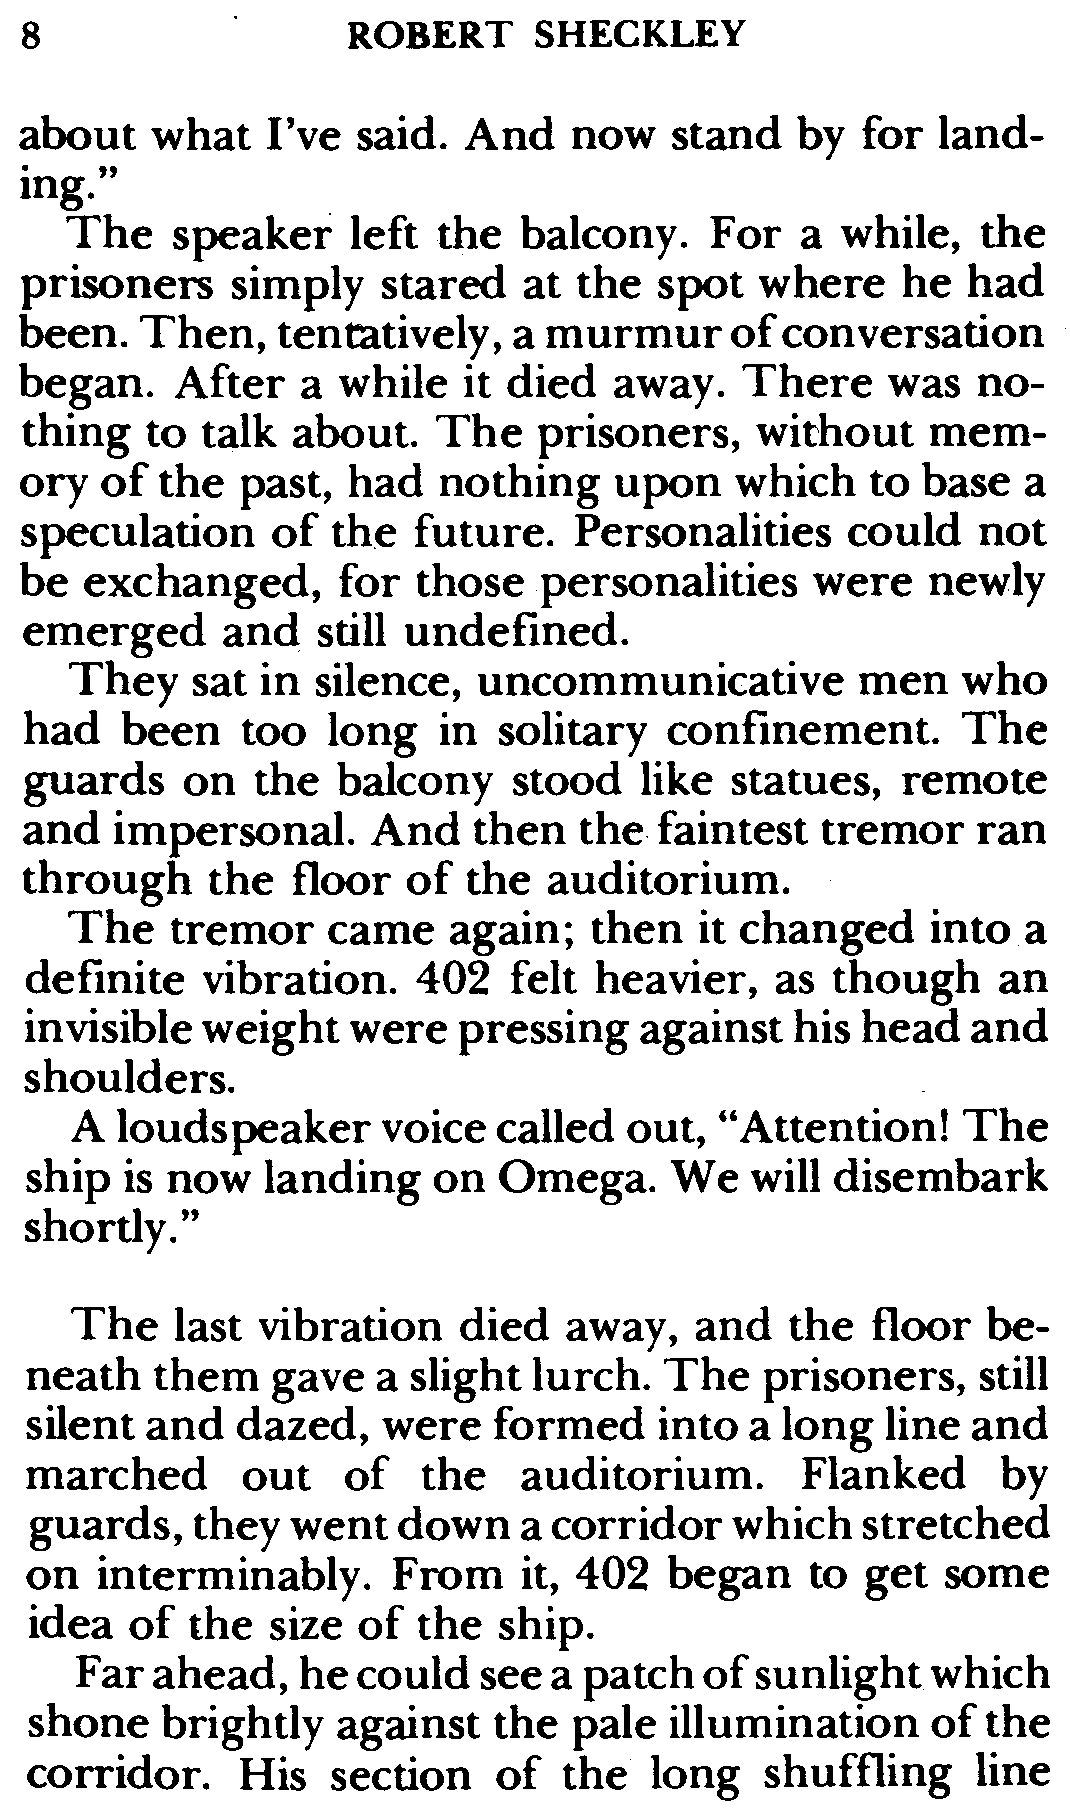 8 ROBERT SHECKLEY
about what I've said. And now stand by for land-
ing."
The speaker left the balcony. For a while, the
prisoners simply stared at the spot where he had
been. Then, tentatively, a murmur of conversation
began. After a while it died away. There was no-
thing to talk about. The prisoners, without mem-
ory of the past, had nothing upon which to base a
speculation of the future. Personalities could not
be exchanged, for those personalities were newly
emerged and still undefined.
They sat in silence, uncommunicative men who
had been too long in solitary confinement. The
guards on the balcony stood like statues, remote
and impersonal. And then the faintest tremor ran
through the floor of the auditorium.
The tremor came again; then it changed into a
definite vibration. 402 felt heavier, as though an
invisible weight were pressing against his head and
shoulders.
A loudspeaker voice called out, "Attention! The
ship is now landing on Omega. We will disembark
shortly."
The last vibration died away, and the floor be-
neath them gave a slight lurch. The prisoners, still
silent and dazed, were formed into a long line and
marched out of the auditorium. Flanked by
guards, they went down a corridor which stretched
on interminably. From it, 402 began to get some
idea of the size of the ship.
Far ahead, he could see a patch of sunlight which
shone brightly against the pale illumination of the
corridor. His section of the long shuffling line